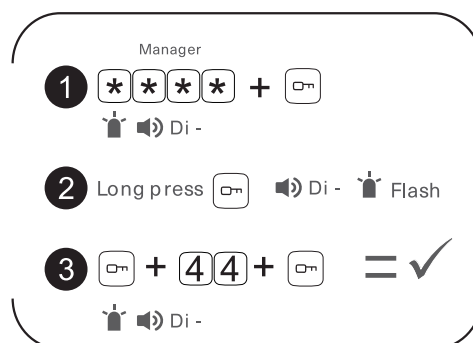 Manager
1 **** +
Di -
2 Long press Di - Flash
3 + 44 + =
Di -